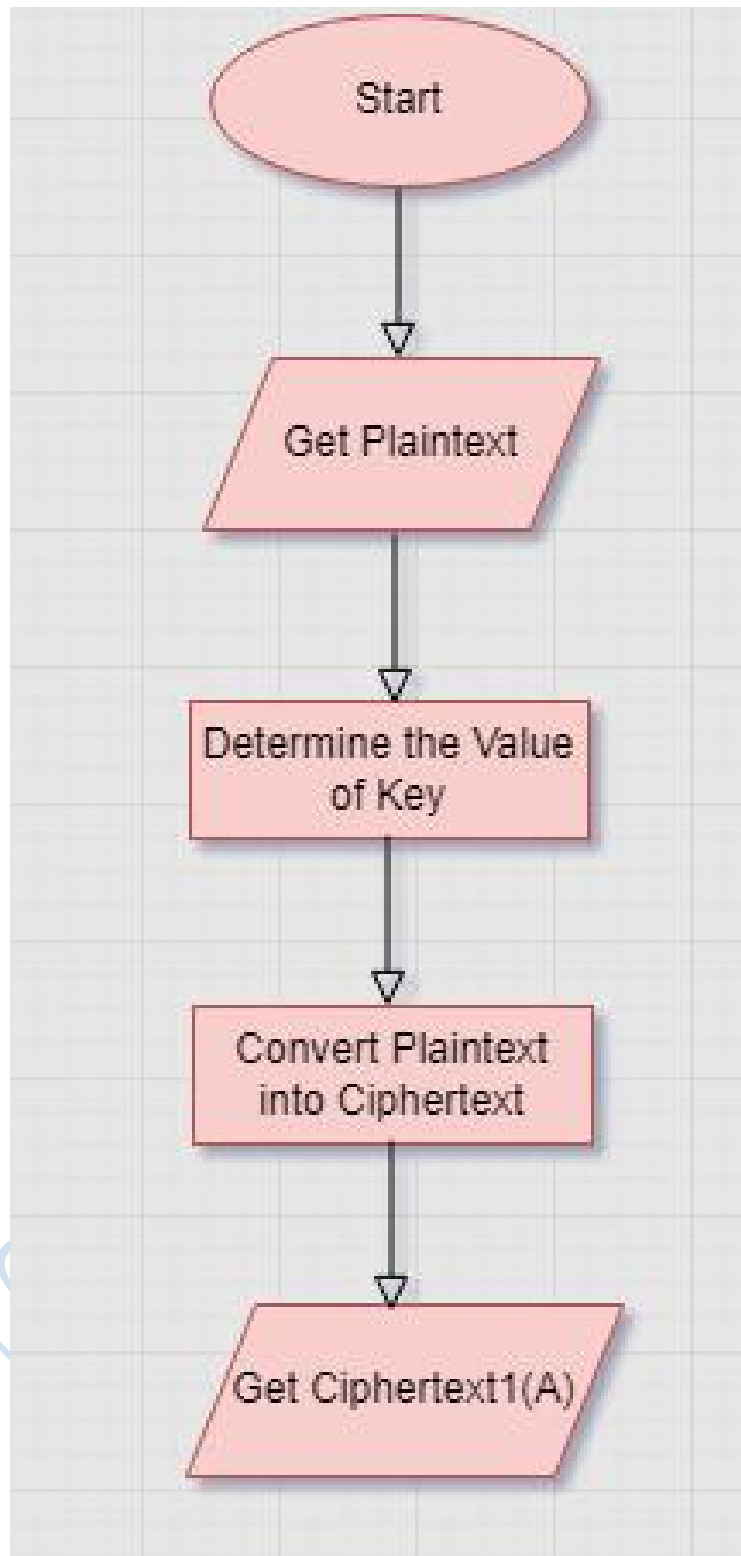 Start
Get Plaintext
Determine the Value
of Key
Convert Plaintext
into Ciphertext
Get Ciphertext1(A)